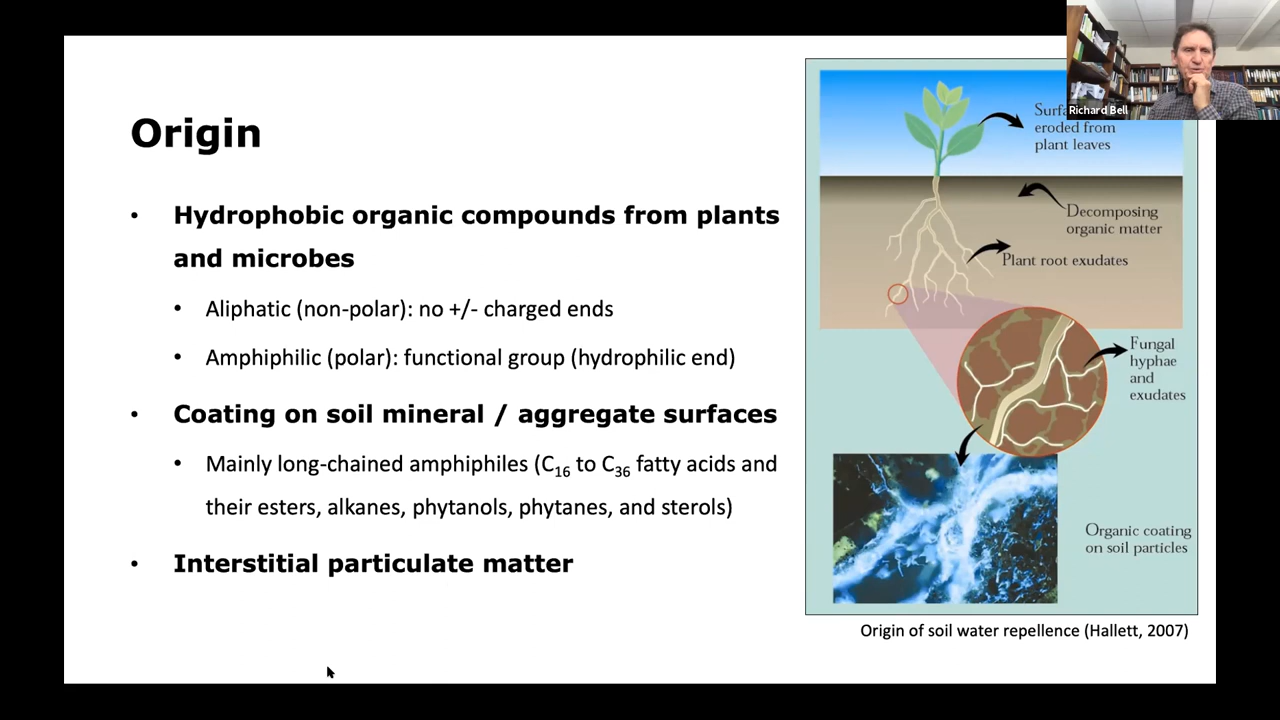 Origin
• Hydrophobic organic compounds from plants
and microbes
• Aliphatic (non-polar): no +/- charged ends
• Amphiphilic (polar): functional group (hydrophilic end)
• Coating on soil mineral / aggregate surfaces
• Mainly long-chained amphiphiles (C16 to C36 fatty acids and
their esters, alkanes, phytanols, phytanes, and sterols)
• Interstitial particulate matter
eroded from
plant leaves
Decomposing
organic matter
Plant root exudates
Fungal
hyphae
and
exudates
Organic coating
on soil particles
Origin of soil water repellence (Hallett, 2007)
Richard Bell